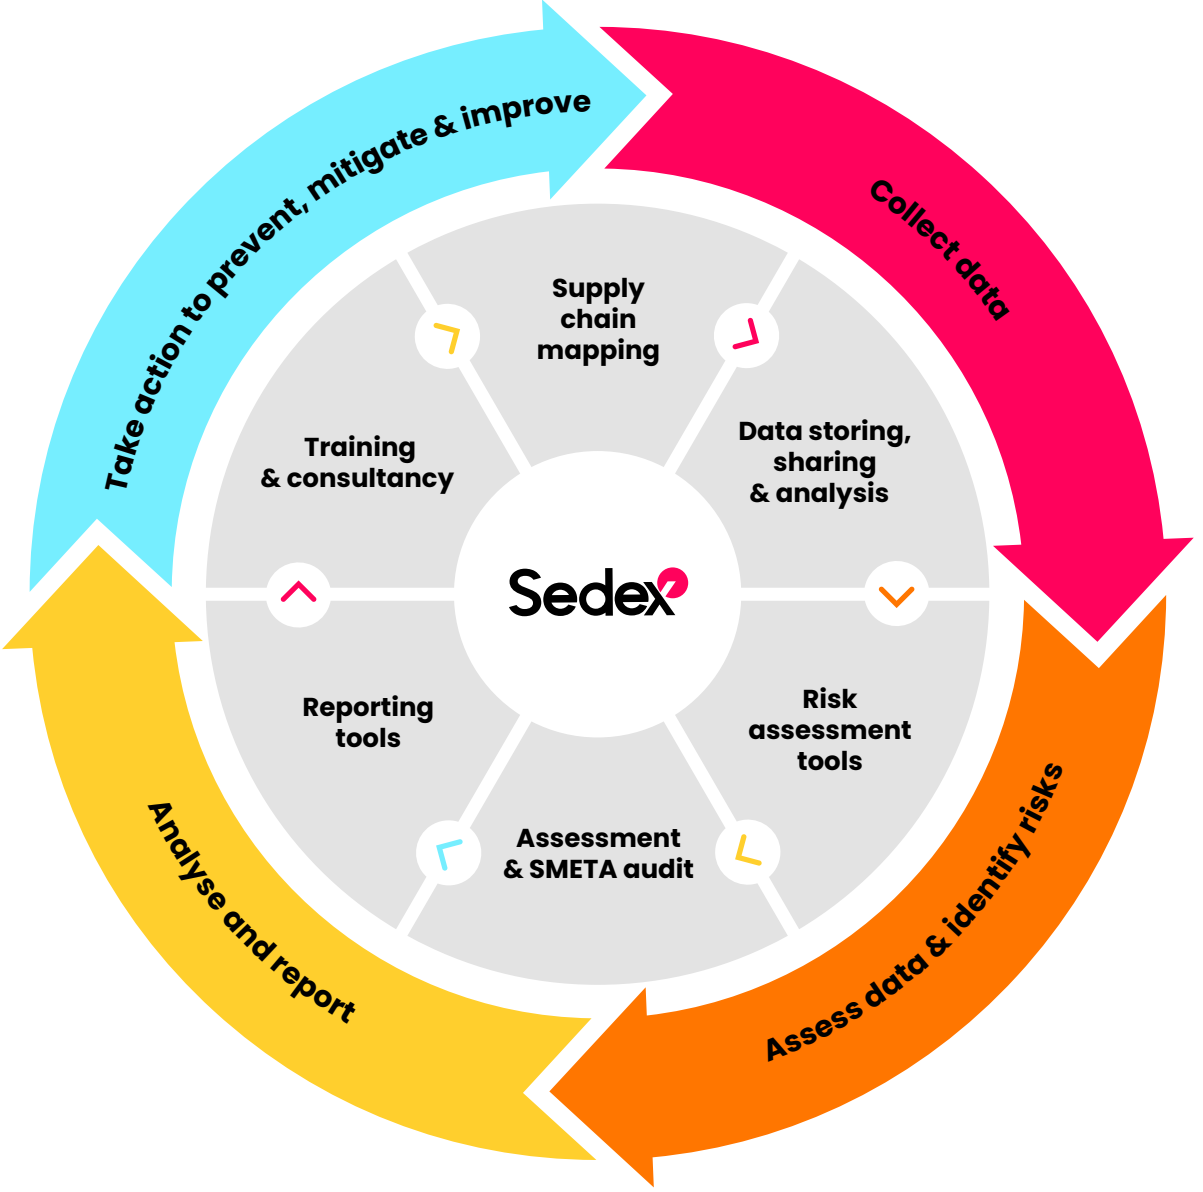 Take action to prevent, mitigate & improve
Collect data
Assess data & identify risks
Analyse and report
Supply
chain
mapping
Data storing,
sharing
& analysis
Risk
assessment
tools
Assessment
& SMETA audit
Reporting
tools
Training
& consultancy
Sedex